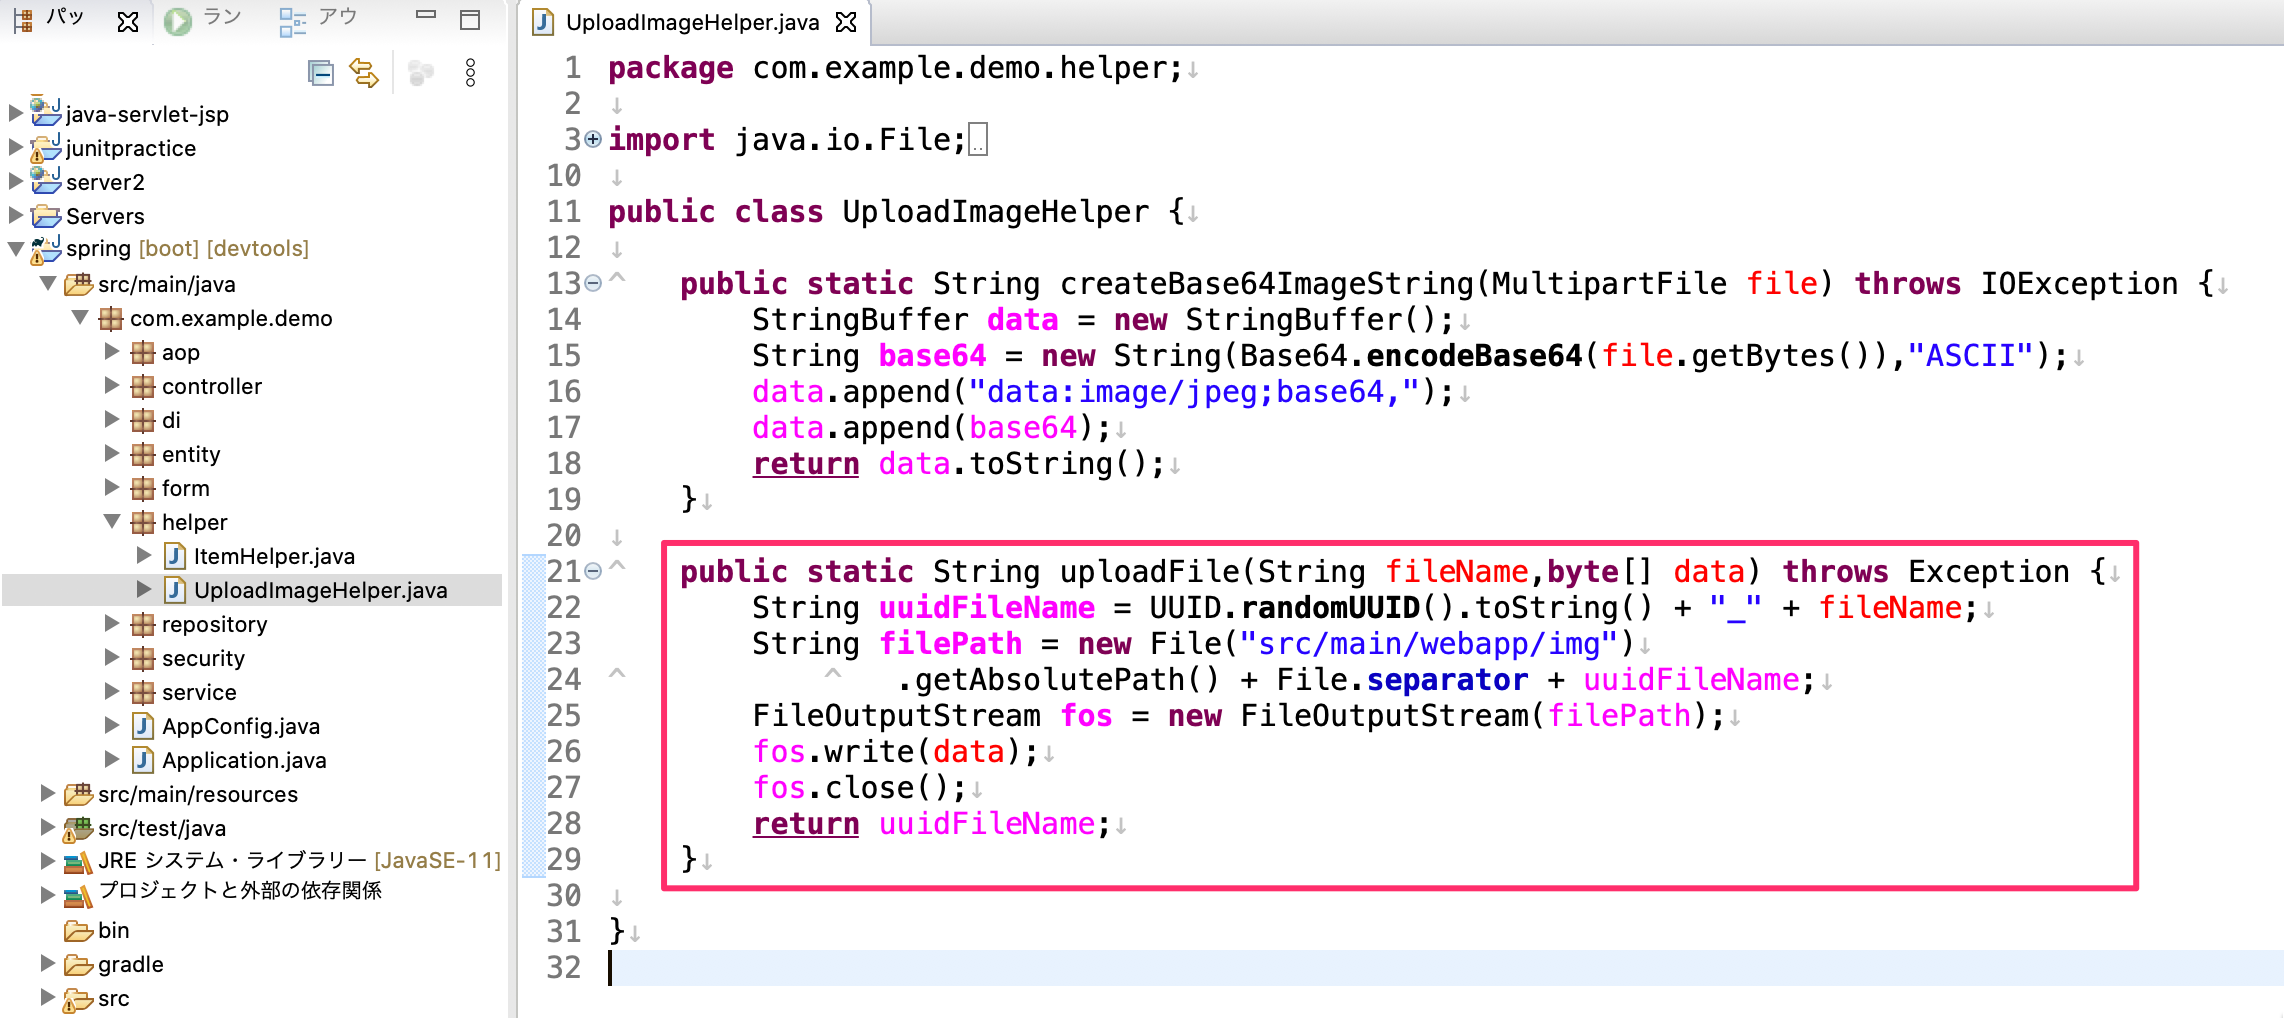 パッ
ラン
アウ
java-servlet-jsp
junitpractice
server2
Servers
spring [boot] [devtools]
src/main/java
com.example.demo
aop
controller
di
entity
form
helper
ItemHelper.java
UploadImageHelper.java
repository
security
service
AppConfig.java
Application.java
src/main/resources
src/test/java
JRE システム・ライブラリー [JavaSE-11]
プロジェクトと外部の依存関係
bin
gradle
src
UploadImageHelper.java
1 package com.example.demo.helper;↓
2 ↓
3 import java.io.File;
10 ↓
11 public class UploadImageHelper {↓
12 ↓
13 public static String createBase64ImageString(MultipartFile file) throws IOException {↓
14 StringBuffer data = new StringBuffer();↓
15 String base64 = new String(Base64.encodeBase64(file.getBytes()),"ASCII");↓
16 data.append("data:image/jpeg;base64,");↓
17 data.append(base64);↓
18 return data.toString();↓
19 }↓
20 ↓
21 public static String uploadFile(String fileName,byte[] data) throws Exception {↓
22 String uuidFileName = UUID.randomUUID().toString() + "_" + fileName;↓
23 String filePath = new File("src/main/webapp/img")↓
24 .getAbsolutePath() + File.separator + uuidFileName;↓
25 FileOutputStream fos = new FileOutputStream(filePath);↓
26 fos.write(data);↓
27 fos.close();↓
28 return uuidFileName;↓
29 }↓
30 ↓
31 }↓
32